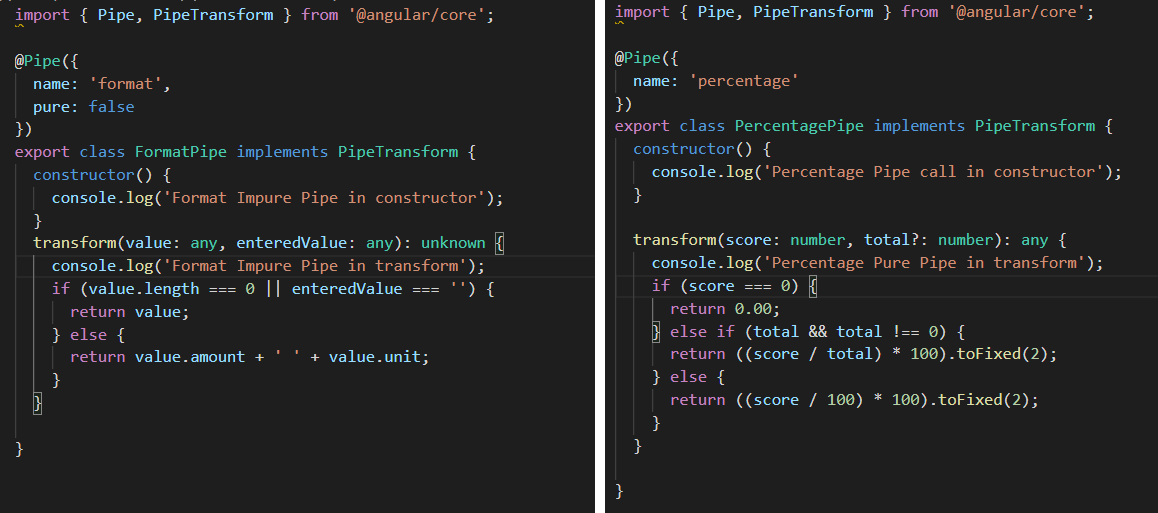 import { Pipe, PipeTransform } from '@angular/core';
@Pipe({
name: 'format',
pure: false
})
export class FormatPipe implements PipeTransform {
constructor() {
console.log('Format Impure Pipe in constructor');
}
transform(value: any, enteredValue: any): unknown {
console.log('Format Impure Pipe in transform');
if (value.length === 0 || enteredValue === '') {
return value;
} else {
return value.amount + ' ' + value.unit;
}
}
}
import { Pipe, PipeTransform } from '@angular/core';
@Pipe({
name: 'percentage'
})
export class PercentagePipe implements PipeTransform {
constructor() {
console.log('Percentage Pipe call in constructor');
}
transform(score: number, total?: number): any {
console.log('Percentage Pure Pipe in transform');
if (score === 0) {
return 0.00;
} else if (total && total !== 0) {
return ((score / total) * 100).toFixed(2);
} else {
return ((score / 100) * 100).toFixed(2);
}
}
}